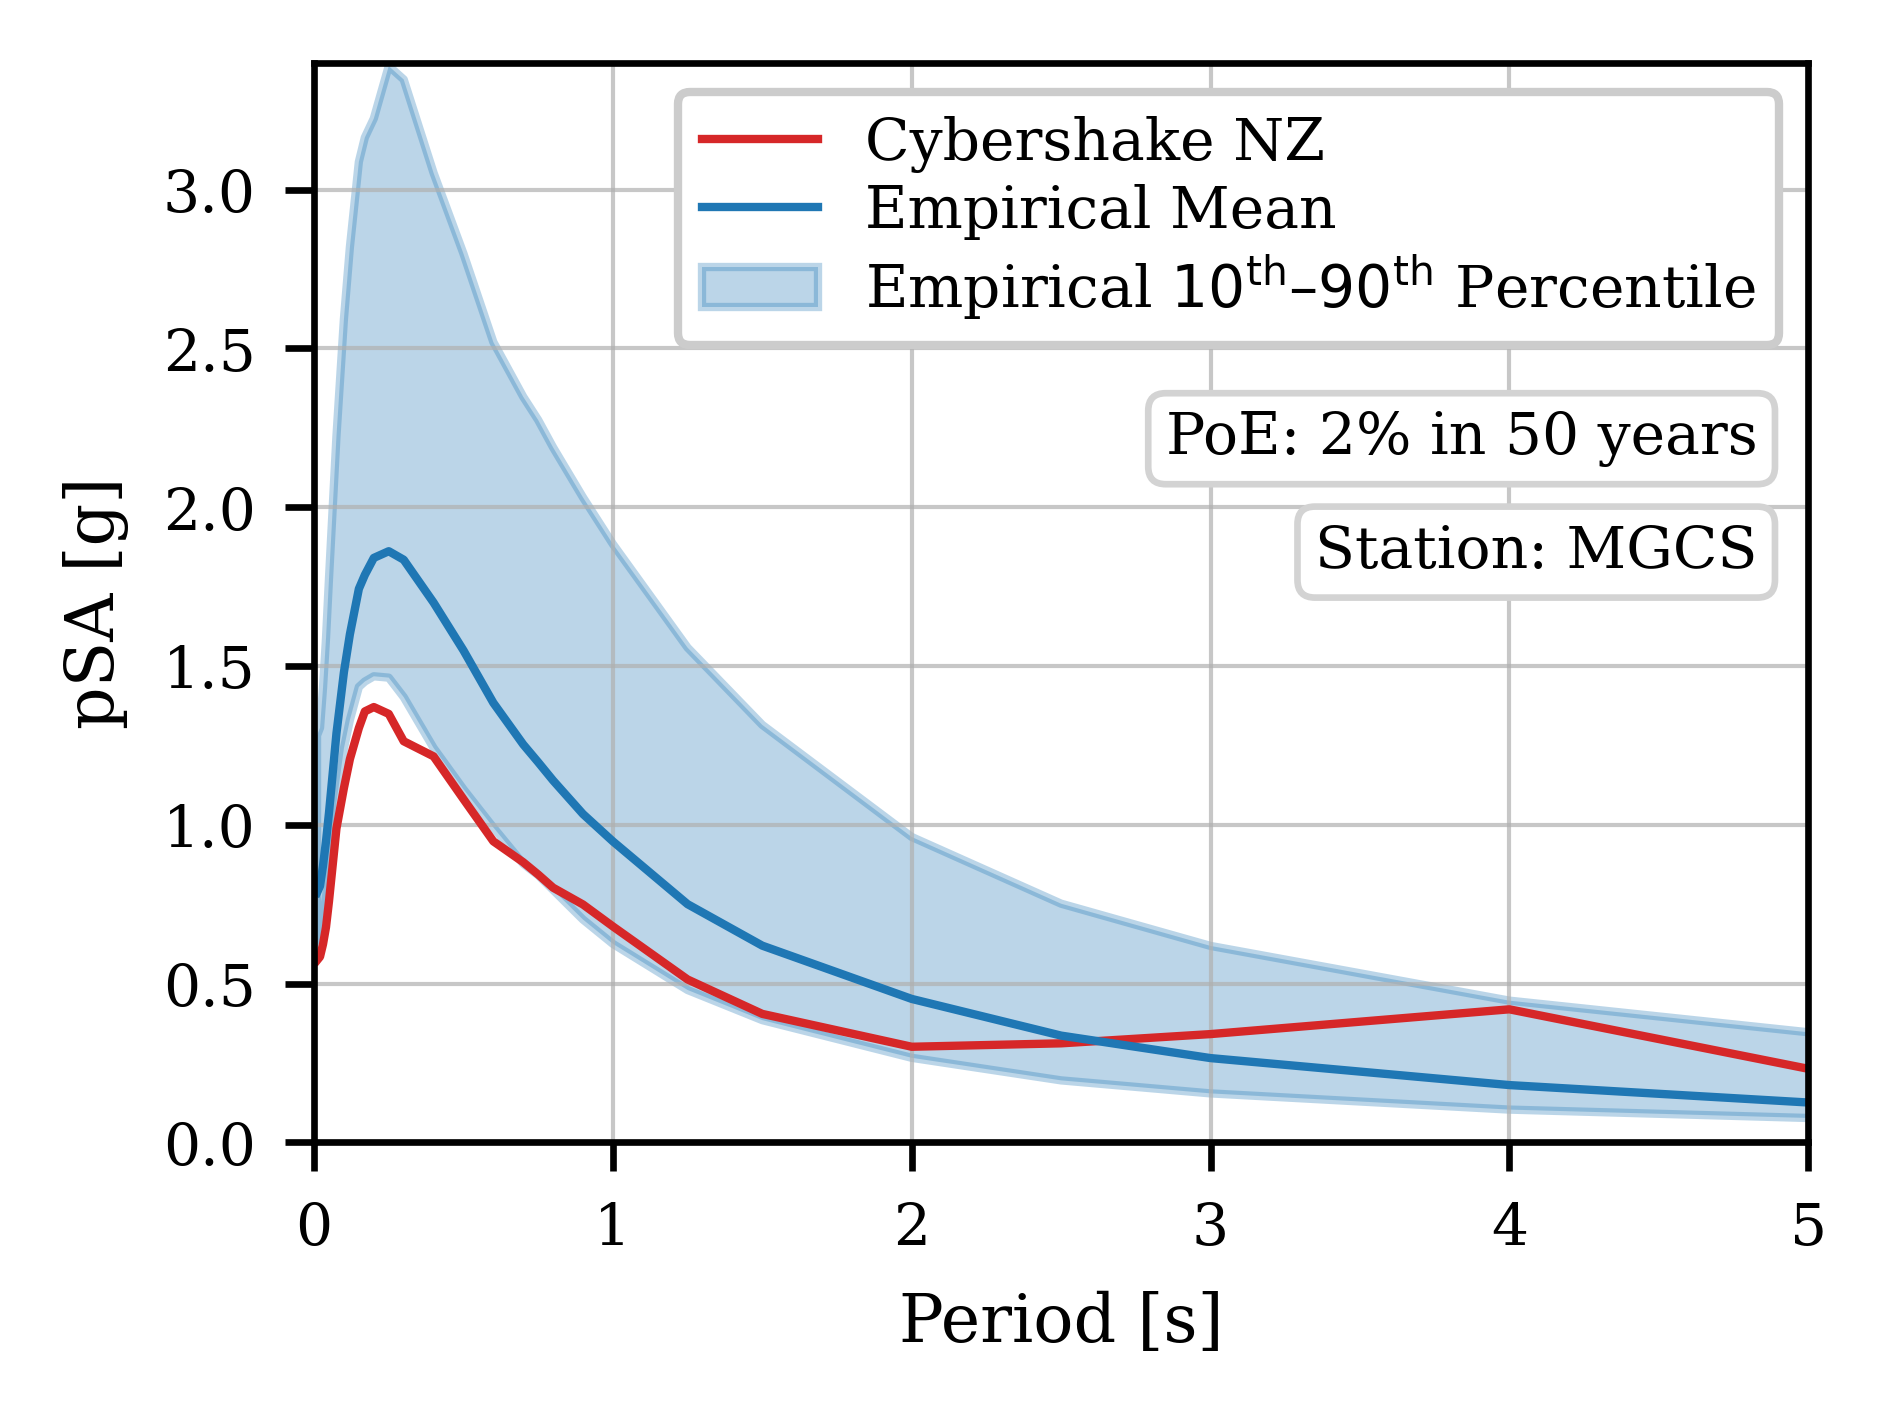 Cybershake NZ
Empirical Mean
Empirical 10th–90th Percentile
PoE: 2% in 50 years
Station: MGCS
pSA [g]
3.0
2.5
2.0
1.5
1.0
0.5
0.0
0 1 2 3 4 5
Period [s]